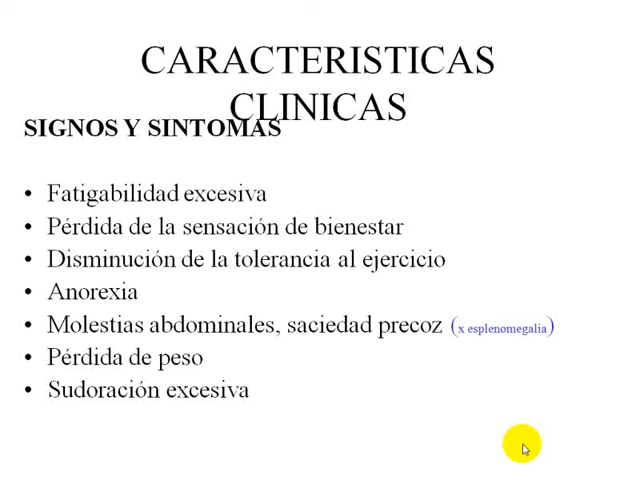 CARACTERISTICAS
CLINICAS
SIGNOS Y SINTOMAS
• Fatigabilidad excesiva
• Pérdida de la sensación de bienestar
• Disminución de la tolerancia al ejercicio
• Anorexia
• Molestias abdominales, saciedad precoz (x esplenomegalia)
• Pérdida de peso
• Sudoración excesiva